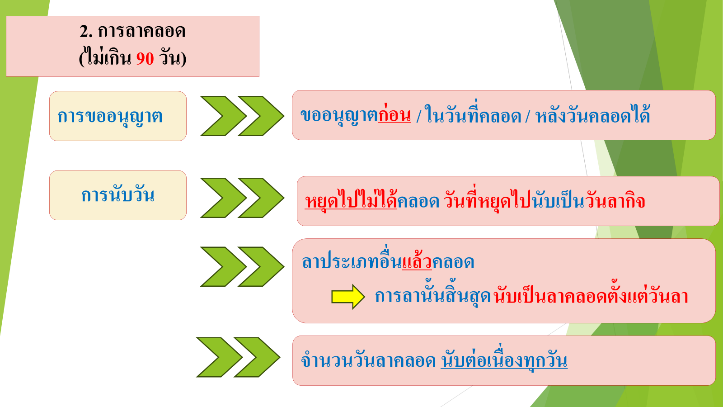 2. การลาคลอด
(ไม่เกิน 90 วัน)
การขออนุญาต
ขออนุญาตก่อน / ในวันที่คลอด / หลังวันคลอดได้
การนับวัน
หยุดไปไม่ได้คลอด วันที่หยุดไปนับเป็นวันลากิจ
ลาประเภทอื่นแล้วคลอด
การลานั้นสิ้นสุดนับเป็นลาคลอดตั้งแต่วันลา
จำนวนวันลาคลอด นับต่อเนื่องทุกวัน